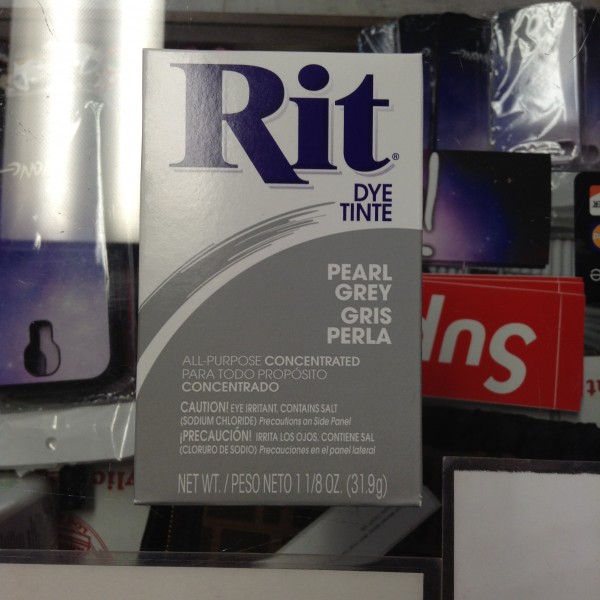 Rit®
DYE
TINTE
PEARL
GREY
GRIS
PERLA
ALL-PURPOSE CONCENTRATED
PARA TODO PROPÓSITO
CONCENTRADO
CAUTION! EYE IRRITANT. CONTAINS SALT
(SODIUM CHLORIDE) Precautions on Side Panel
¡PRECAUCIÓN! IRRITA LOS OJOS. CONTIENE SAL
(CLORURO DE SODIO) Precauciones en el panel lateral
NET WT. / PESO NETO 1 1/8 OZ. (31.9g)